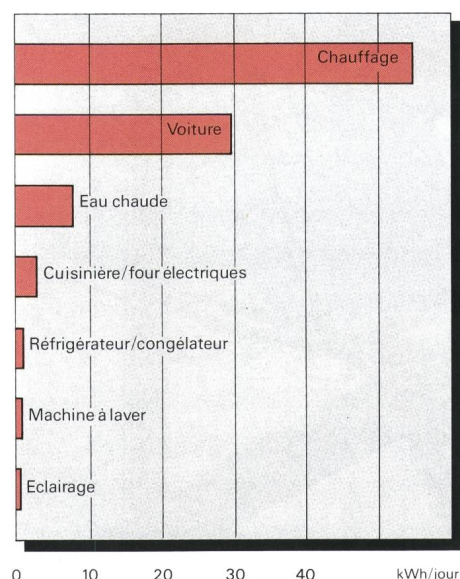 Chauffage
Voiture
Eau chaude
Cuisinière/four électriques
Réfrigérateur/congélateur
Machine à laver
Eclairage
0 10 20 30 40 kWh/jour